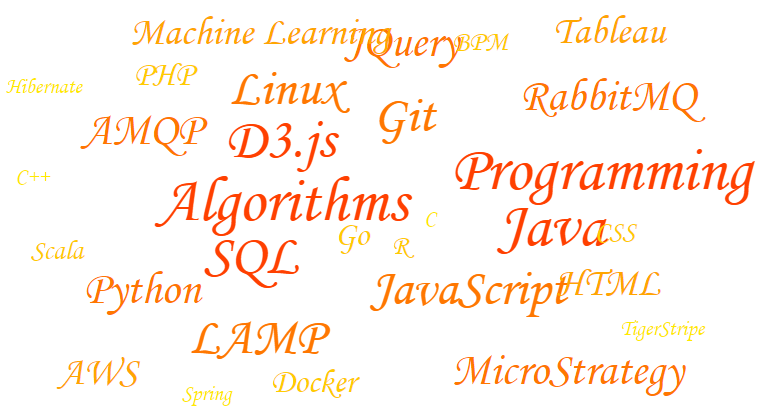 Machine Learning
JQuery
BPM
Tableau
Hibernate
PHP
Linux
Git
RabbitMQ
AMQP
D3.js
C++
Algorithms
Programming
Java
CSS
C
Go
R
Scala
SQL
Python
JavaScript
HTML
LAMP
TigerStripe
AWS
Spring
Docker
MicroStrategy